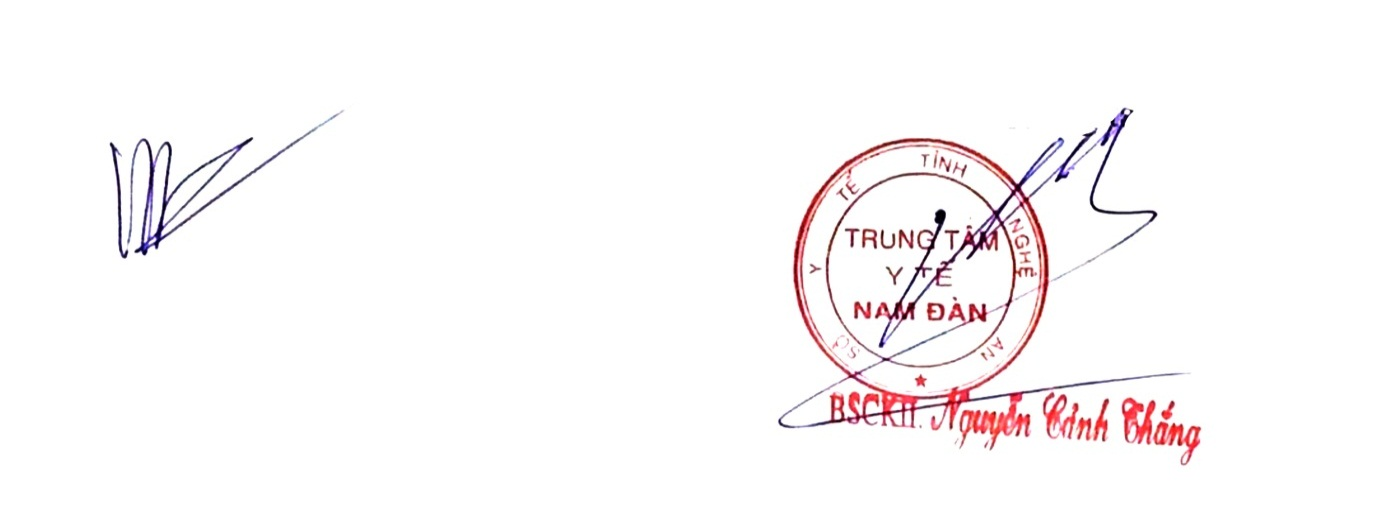 SỞ Y TẾ TỈNH NGHỆ AN
TRUNG TÂM
Y TẾ
NAM ĐÀN
BSCKII. Nguyễn Cảnh Thắng